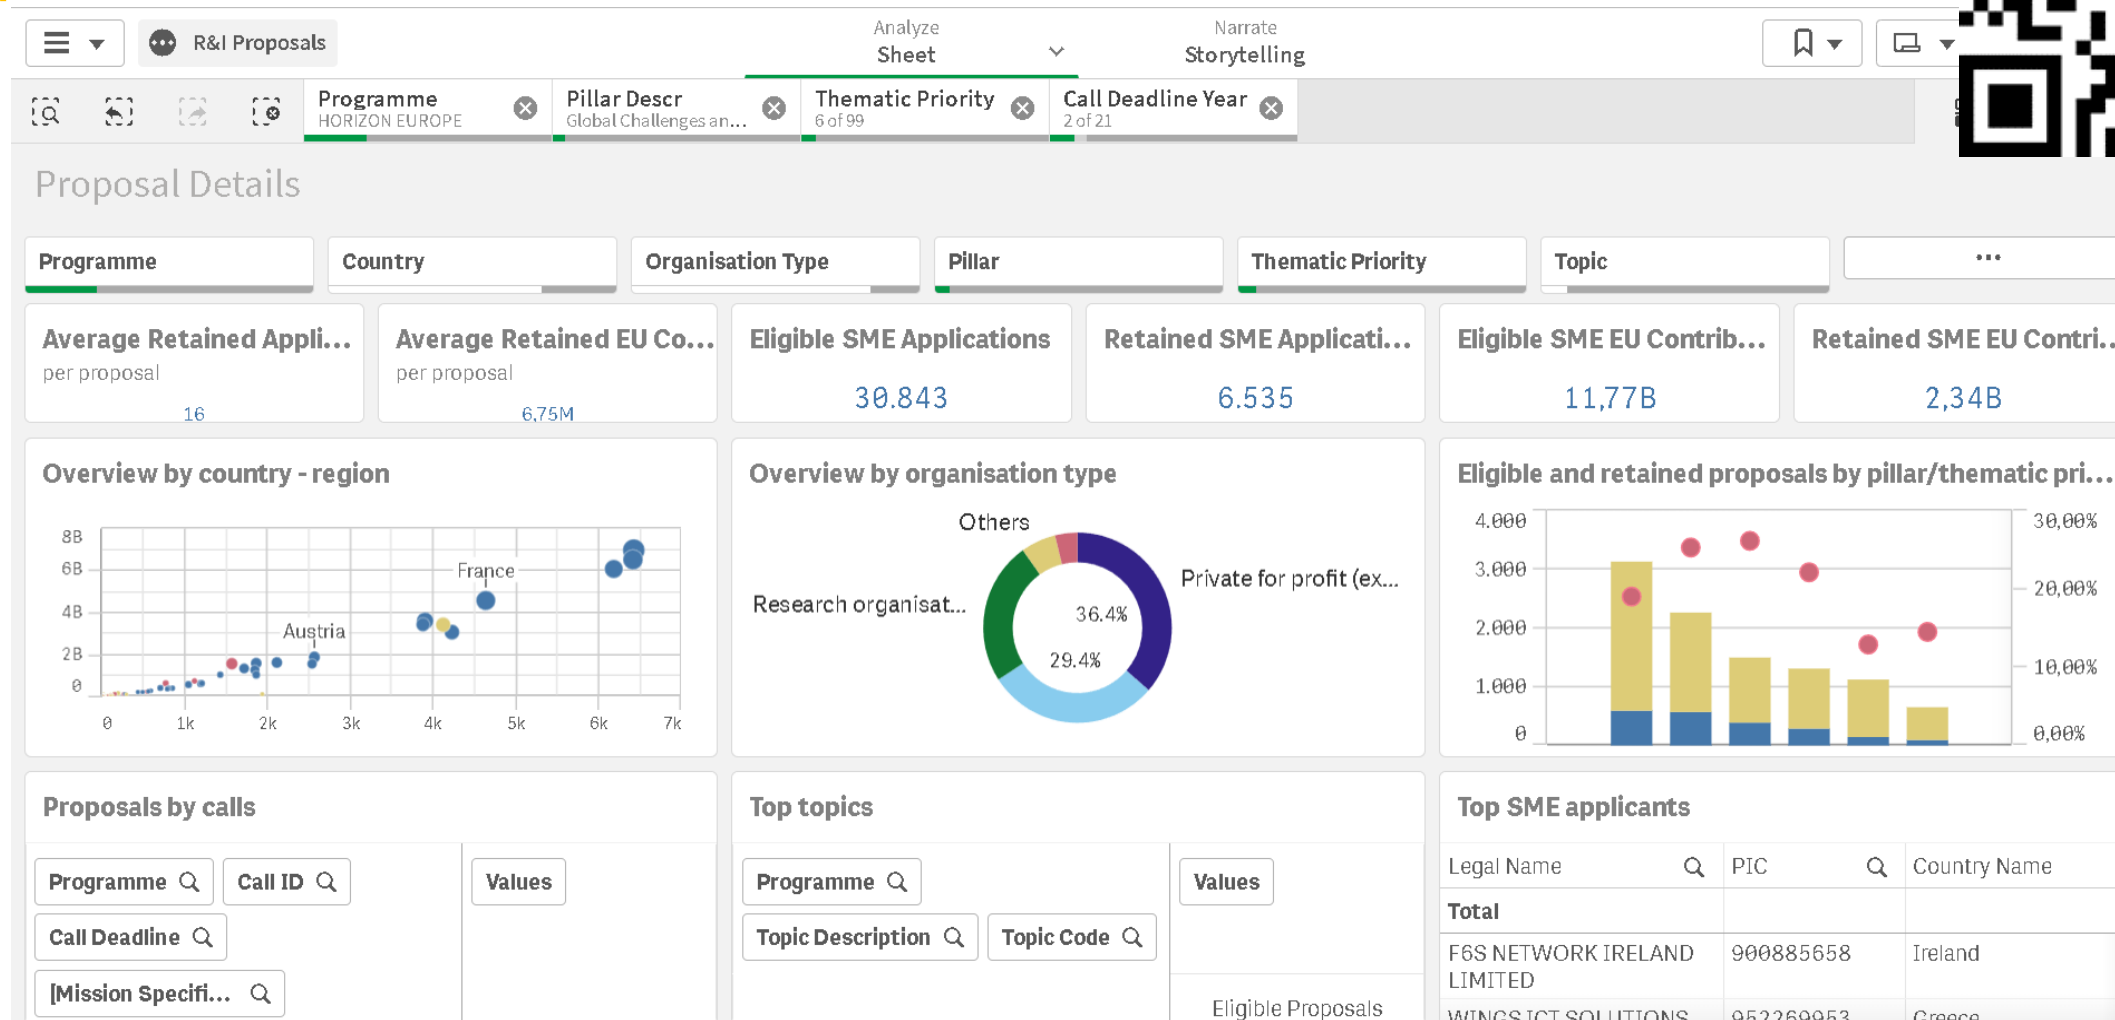 Analyze
Narrate
R&I Proposals
Sheet
Storytelling
Programme
HORIZON EUROPE
Pillar Descr
Global Challenges an...
Thematic Priority
6 of 99
Call Deadline Year
2 of 21
Proposal Details
Programme
Country
Organisation Type
Pillar
Thematic Priority
Topic
...
Average Retained Appli...
per proposal
16
Average Retained EU Co...
per proposal
6,75M
Eligible SME Applications
30.843
Retained SME Applicati...
6.535
Eligible SME EU Contrib...
11,77B
Retained SME EU Contri..
2,34B
Overview by country - region
8B
6B
4B
2B
0
France
Austria
0 1k 2k 3k 4k 5k 6k 7k
Overview by organisation type
Others
Private for profit (ex...
Research organisat...
36.4%
29.4%
Eligible and retained proposals by pillar/thematic pri...
4.000
3.000
2.000
1.000
0
30,00%
20,00%
10,00%
0,00%
Proposals by calls
Programme
Call ID
Call Deadline
[Mission Specifi...
Values
Top topics
Programme
Topic Description
Topic Code
Values
Eligible Proposals
Top SME applicants
Legal Name PIC Country Name
Total
F6S NETWORK IRELAND 900885658 Ireland
LIMITED
WINGS ICT SOLUTIONS 952269953 Greece